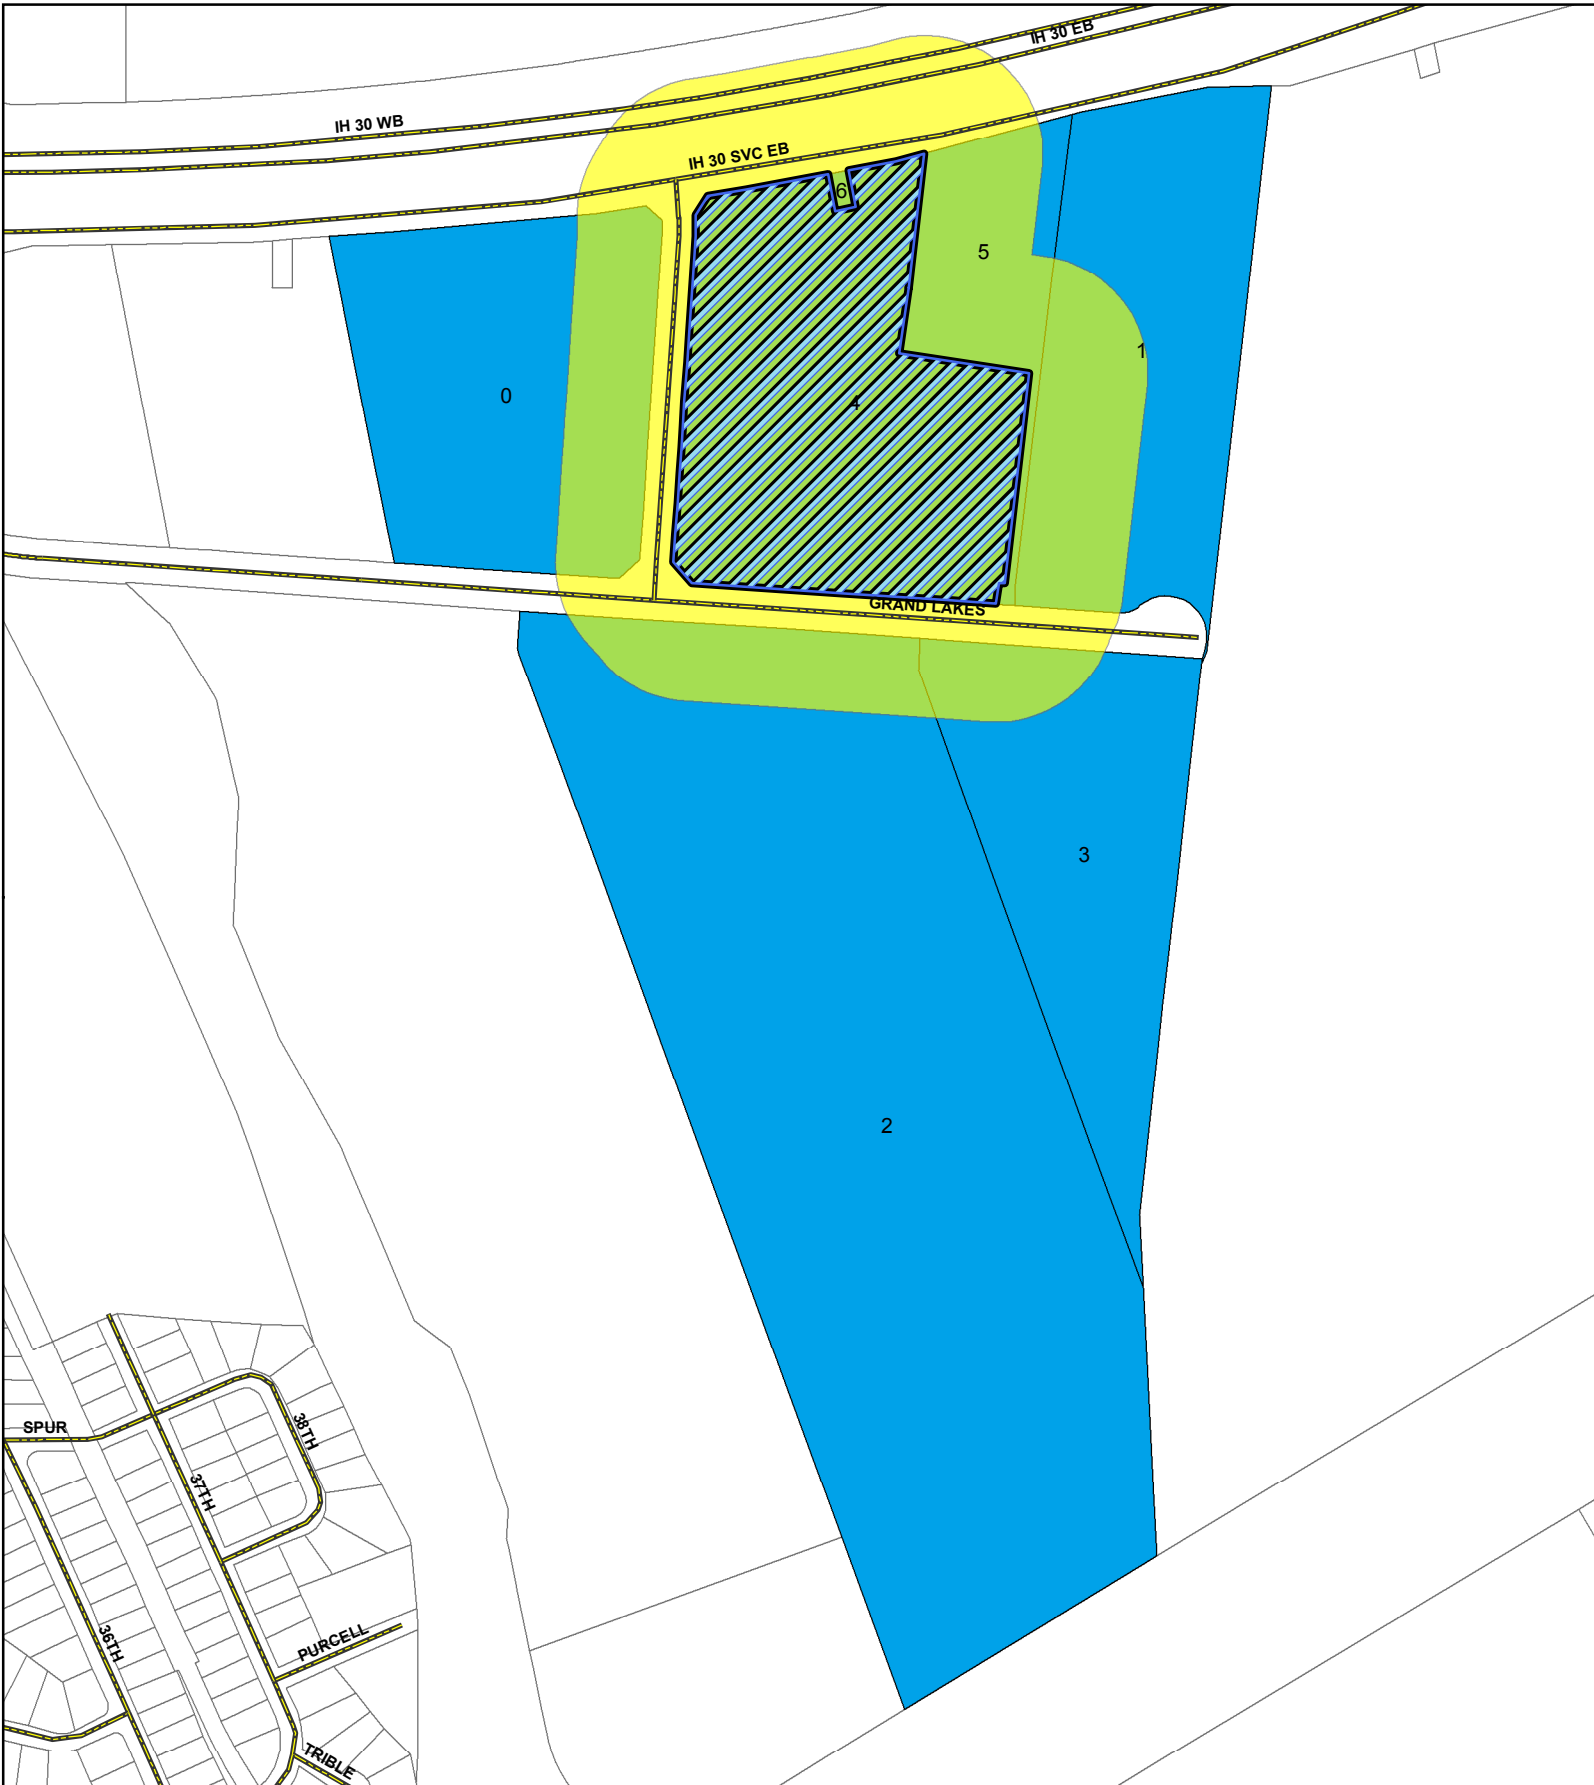 IH 30 EB
IH 30 WB
IH 30 SVC EB
6
5
1
0
4
GRAND LAKES
3
2
38TH
SPUR
37TH
36TH
PURCELL
TRIBLE